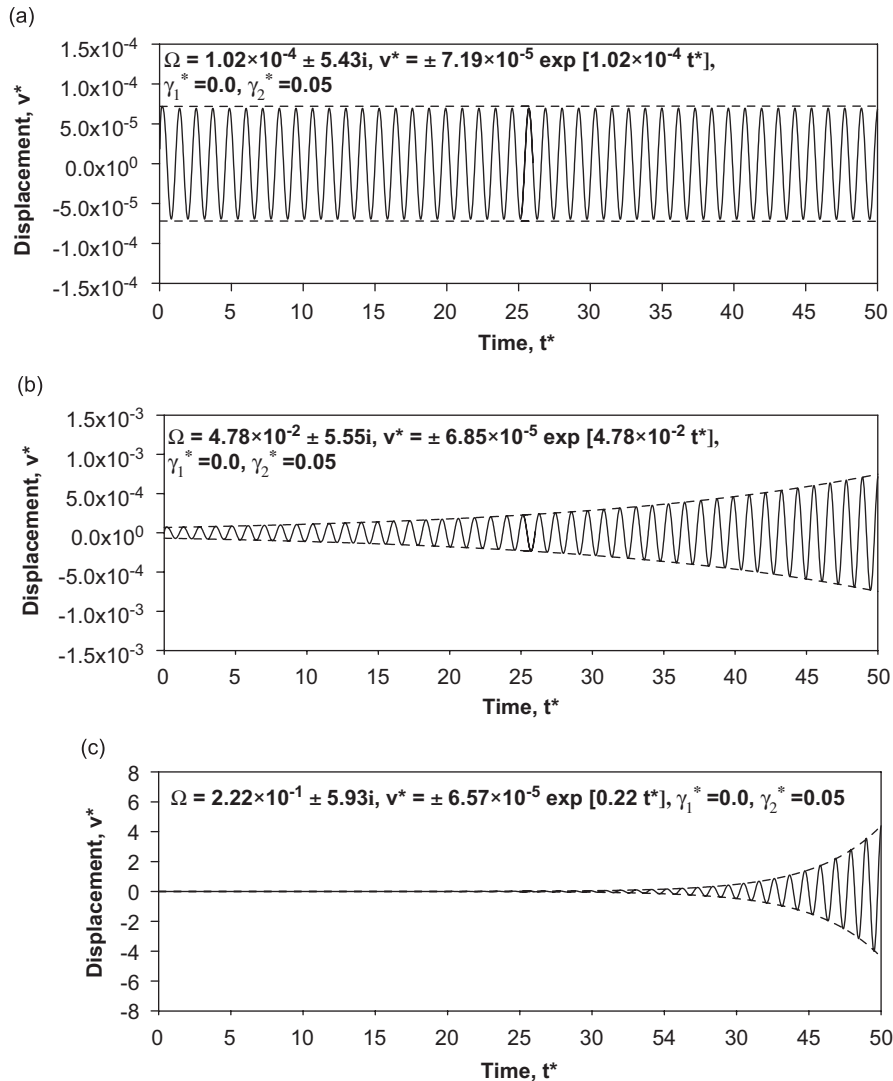 (a)
1.5x10⁻⁴
1.0x10⁻⁴
5.0x10⁻⁵
0.0x10⁰
-5.0x10⁻⁵
-1.0x10⁻⁴
-1.5x10⁻⁴
Displacement, v*
Ω = 1.02×10⁻⁴ ± 5.43i, v* = ± 7.19×10⁻⁵ exp [1.02×10⁻⁴ t*],
γ₁* =0.0, γ₂* =0.05
0 5 10 15 20 25 30 35 40 45 50
Time, t*
(b)
1.5x10⁻³
1.0x10⁻³
5.0x10⁻⁴
0.0x10⁰
-5.0x10⁻⁴
-1.0x10⁻³
-1.5x10⁻³
Displacement, v*
Ω = 4.78×10⁻² ± 5.55i, v* = ± 6.85×10⁻⁵ exp [4.78×10⁻² t*],
γ₁* =0.0, γ₂* =0.05
0 5 10 15 20 25 30 35 40 45 50
Time, t*
(c)
8
6
4
2
0
-2
-4
-6
-8
Displacement, v*
Ω = 2.22×10⁻¹ ± 5.93i, v* = ± 6.57×10⁻⁵ exp [0.22 t*], γ₁* =0.0, γ₂* =0.05
0 5 10 15 20 25 30 54 30 45 50
Time, t*